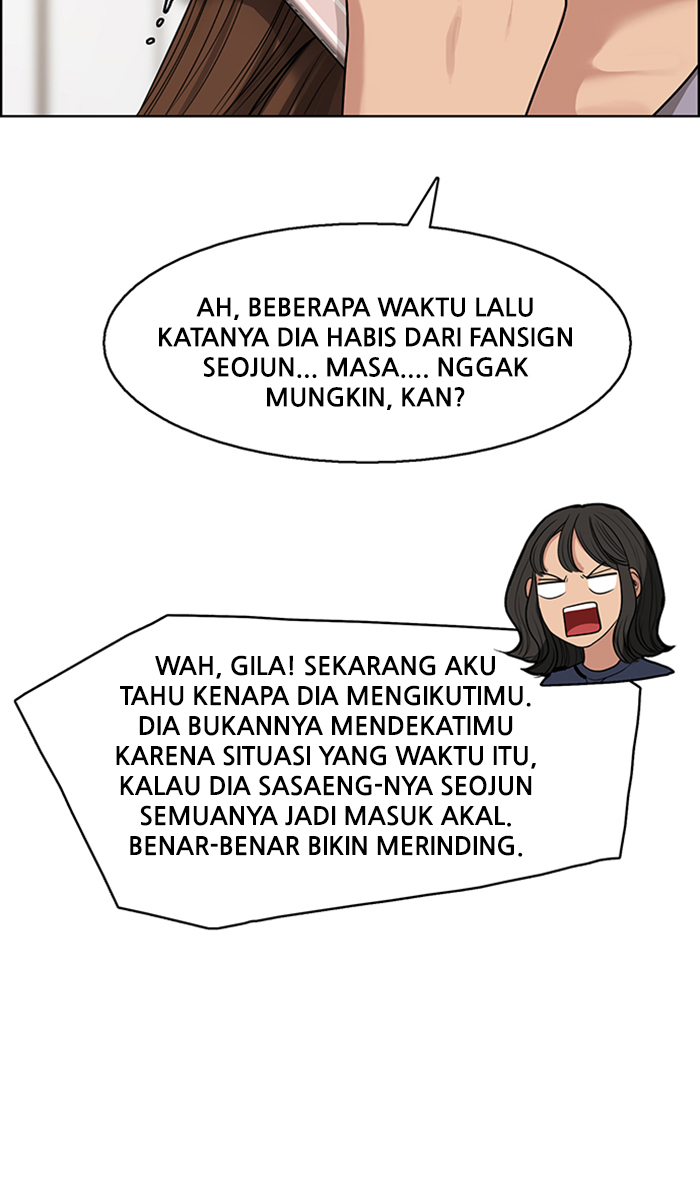 AH, BEBERAPA WAKTU LALU
KATANYA DIA HABIS DARI FANSIGN
SEOJUN... MASA.... NGGAK
MUNGKIN, KAN?
WAH, GILA! SEKARANG AKU
TAHU KENAPA DIA MENGIKUTIMU.
DIA BUKANNYA MENDEKATIMU
KARENA SITUASI YANG WAKTU ITU,
KALAU DIA SASAENG-NYA SEOJUN
SEMUANYA JADI MASUK AKAL.
BENAR-BENAR BIKIN MERINDING.